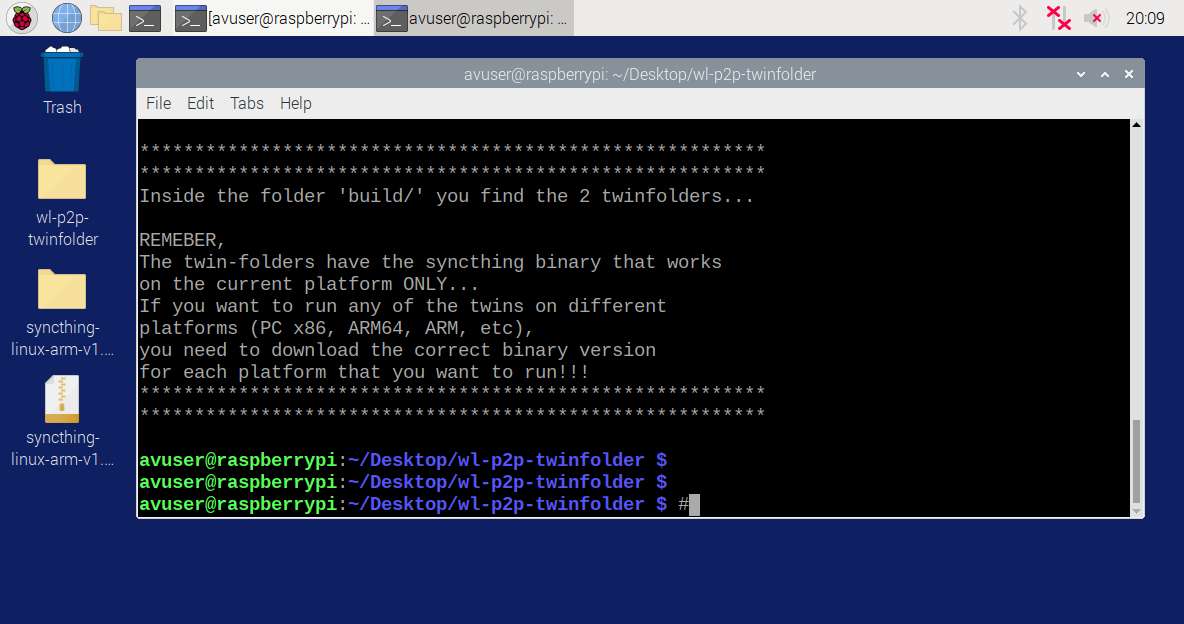 [avuser@raspberrypi: ...
avuser@raspberrypi: ...
20:09
Trash
wl-p2p-
twinfolder
syncthing-
linux-arm-v1....
syncthing-
linux-arm-v1....
avuser@raspberrypi: ~/Desktop/wl-p2p-twinfolder
File Edit Tabs Help
*********************************************************
*********************************************************
Inside the folder 'build/' you find the 2 twinfolders...
REMEBER,
The twin-folders have the syncthing binary that works
on the current platform ONLY...
If you want to run any of the twins on different
platforms (PC x86, ARM64, ARM, etc),
you need to download the correct binary version
for each platform that you want to run!!!
*********************************************************
*********************************************************
avuser@raspberrypi:~/Desktop/wl-p2p-twinfolder $
avuser@raspberrypi:~/Desktop/wl-p2p-twinfolder $
avuser@raspberrypi:~/Desktop/wl-p2p-twinfolder $ #